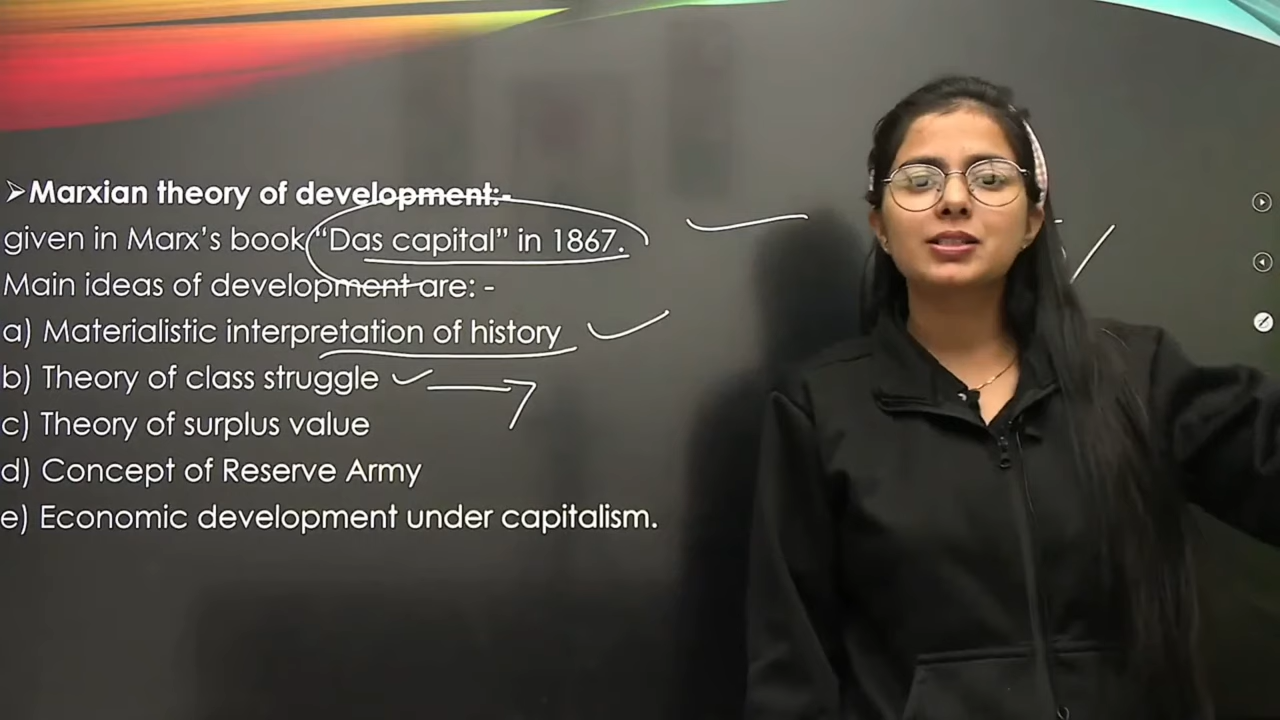 ➢Marxian theory of development:-
given in Marx’s book “Das capital” in 1867.
Main ideas of development are: -
a) Materialistic interpretation of history
b) Theory of class struggle
c) Theory of surplus value
d) Concept of Reserve Army
e) Economic development under capitalism.